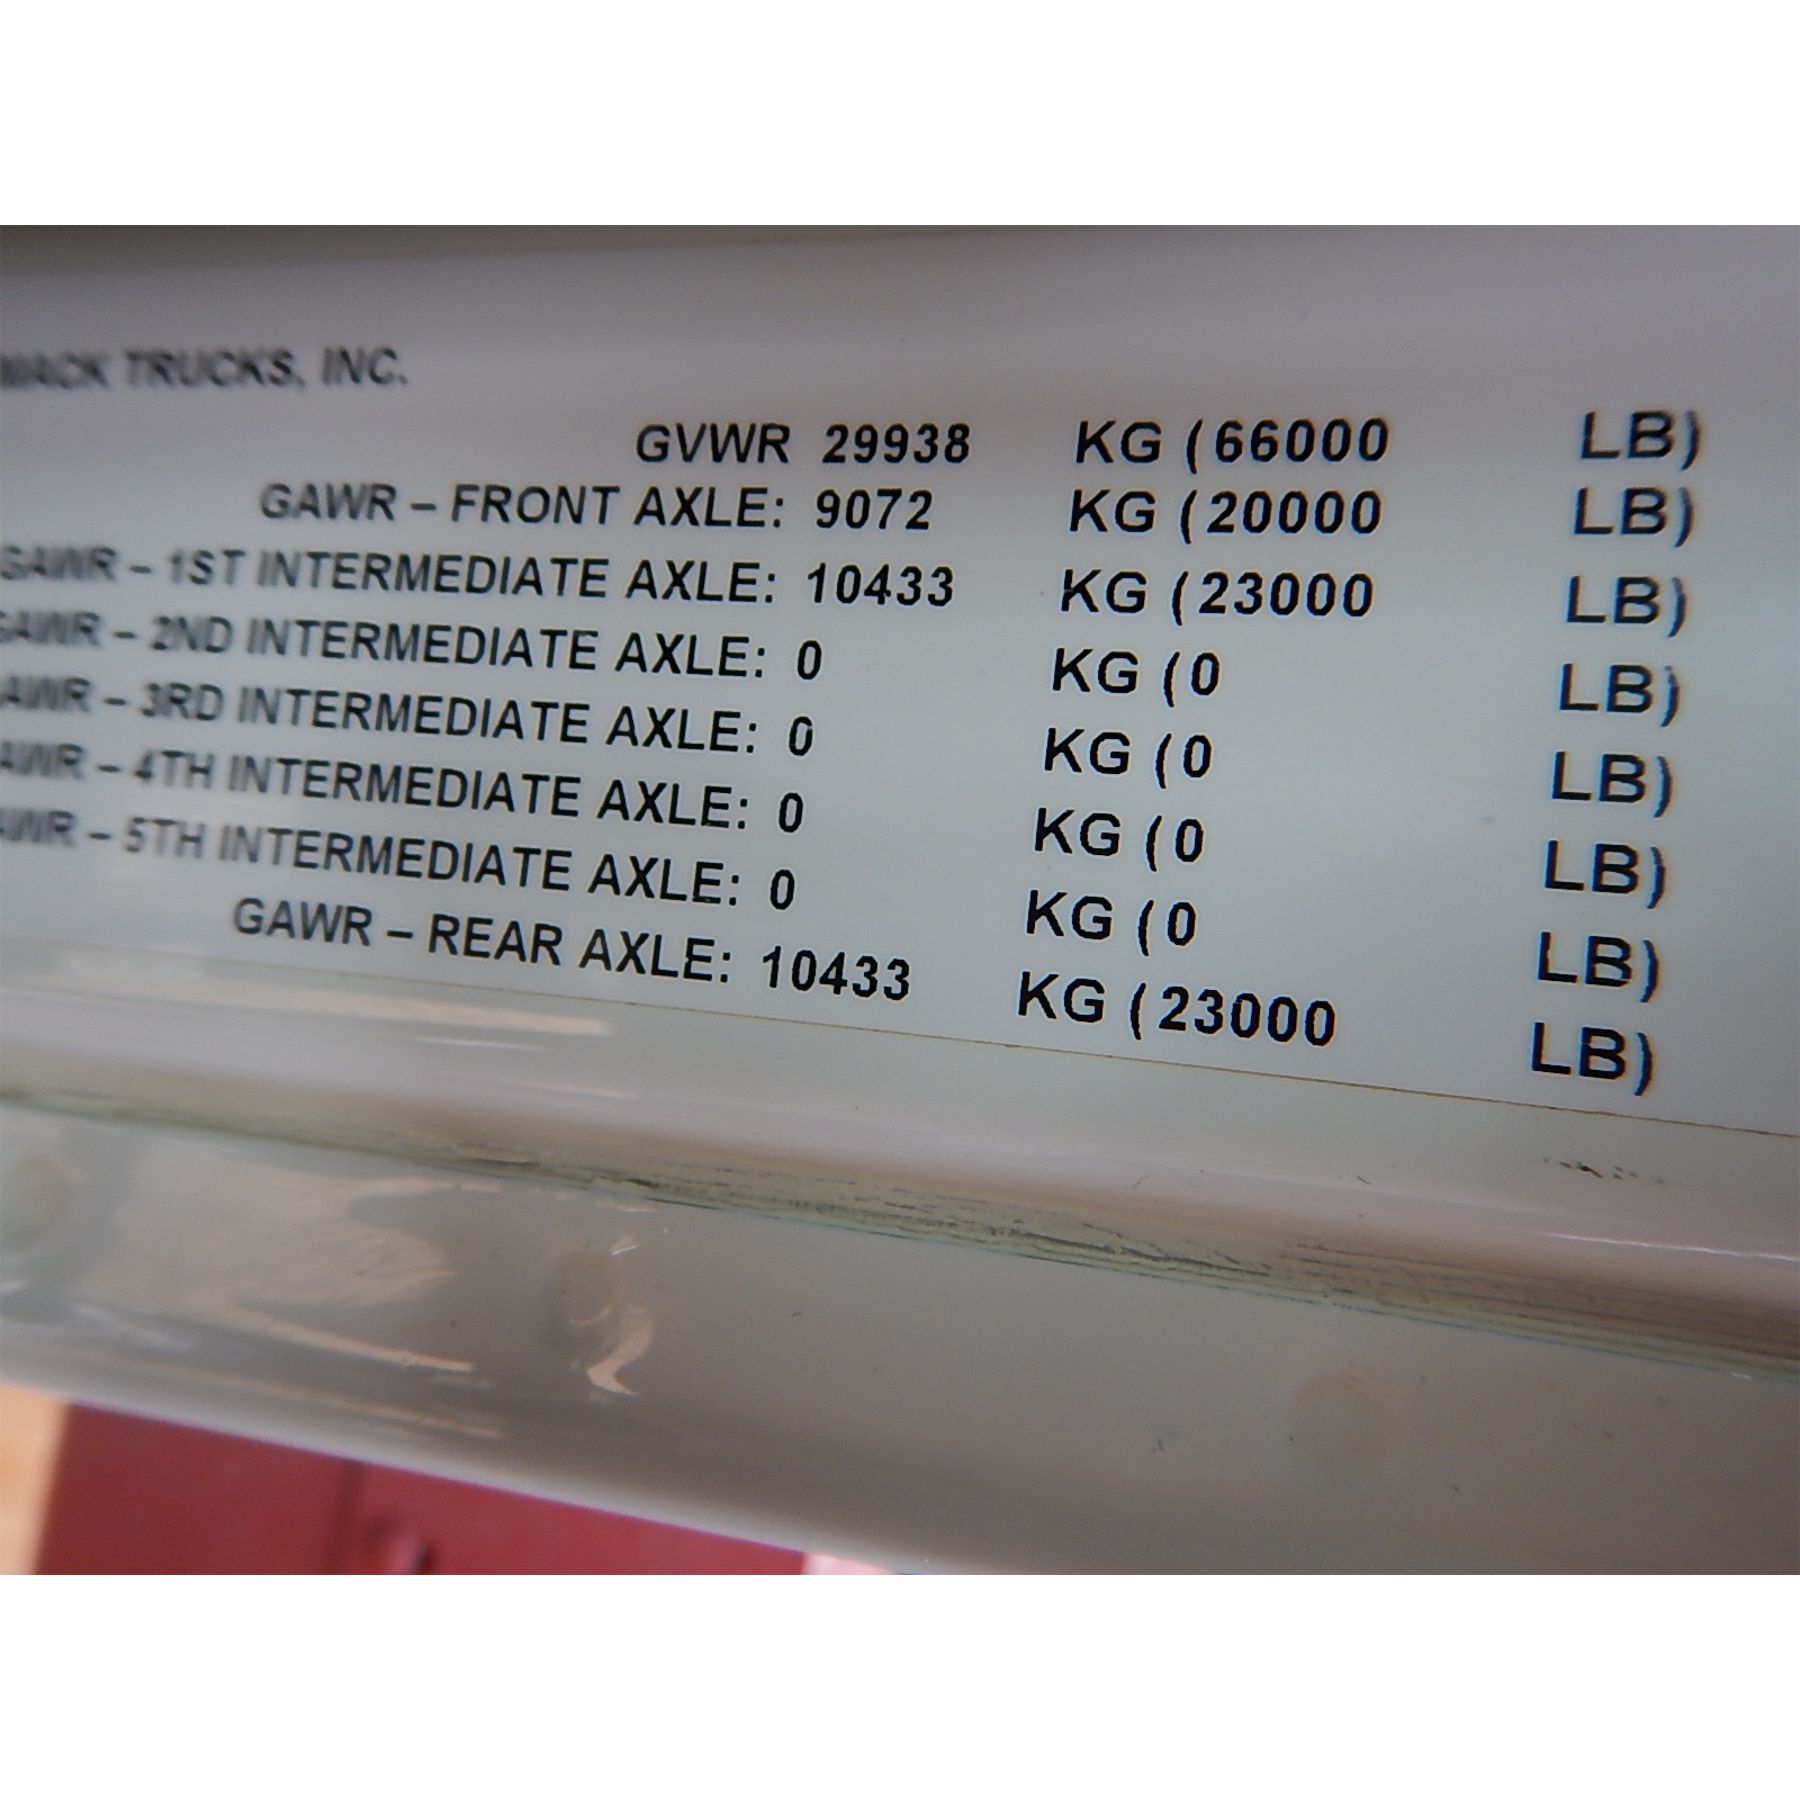 MACK TRUCKS, INC.
GVWR 29938 KG (66000 LB)
GAWR – FRONT AXLE: 9072 KG (20000 LB)
GAWR – 1ST INTERMEDIATE AXLE: 10433 KG (23000 LB)
GAWR – 2ND INTERMEDIATE AXLE: 0 KG (0 LB)
AWR – 3RD INTERMEDIATE AXLE: 0 KG (0 LB)
AWR – 4TH INTERMEDIATE AXLE: 0 KG (0 LB)
WR – 5TH INTERMEDIATE AXLE: 0 KG (0 LB)
GAWR – REAR AXLE: 10433 KG (23000 LB)